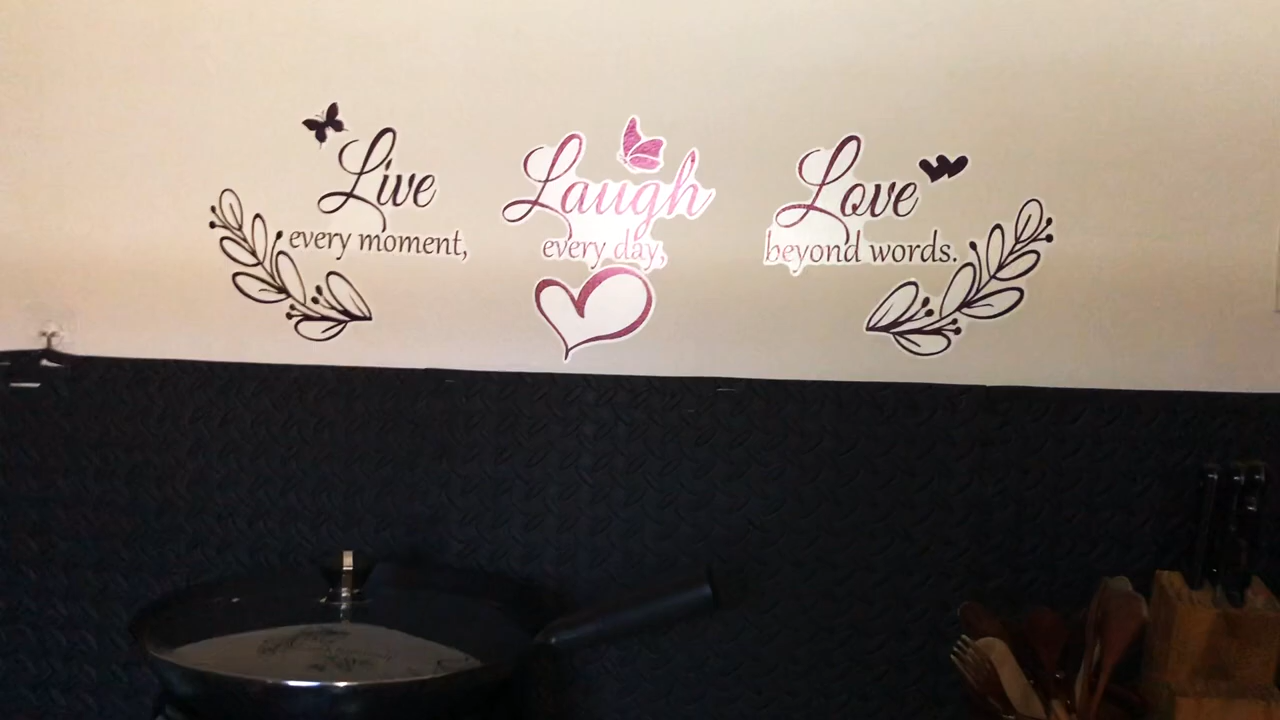 Live
every moment,
Laugh
every day,
Love
beyond words.